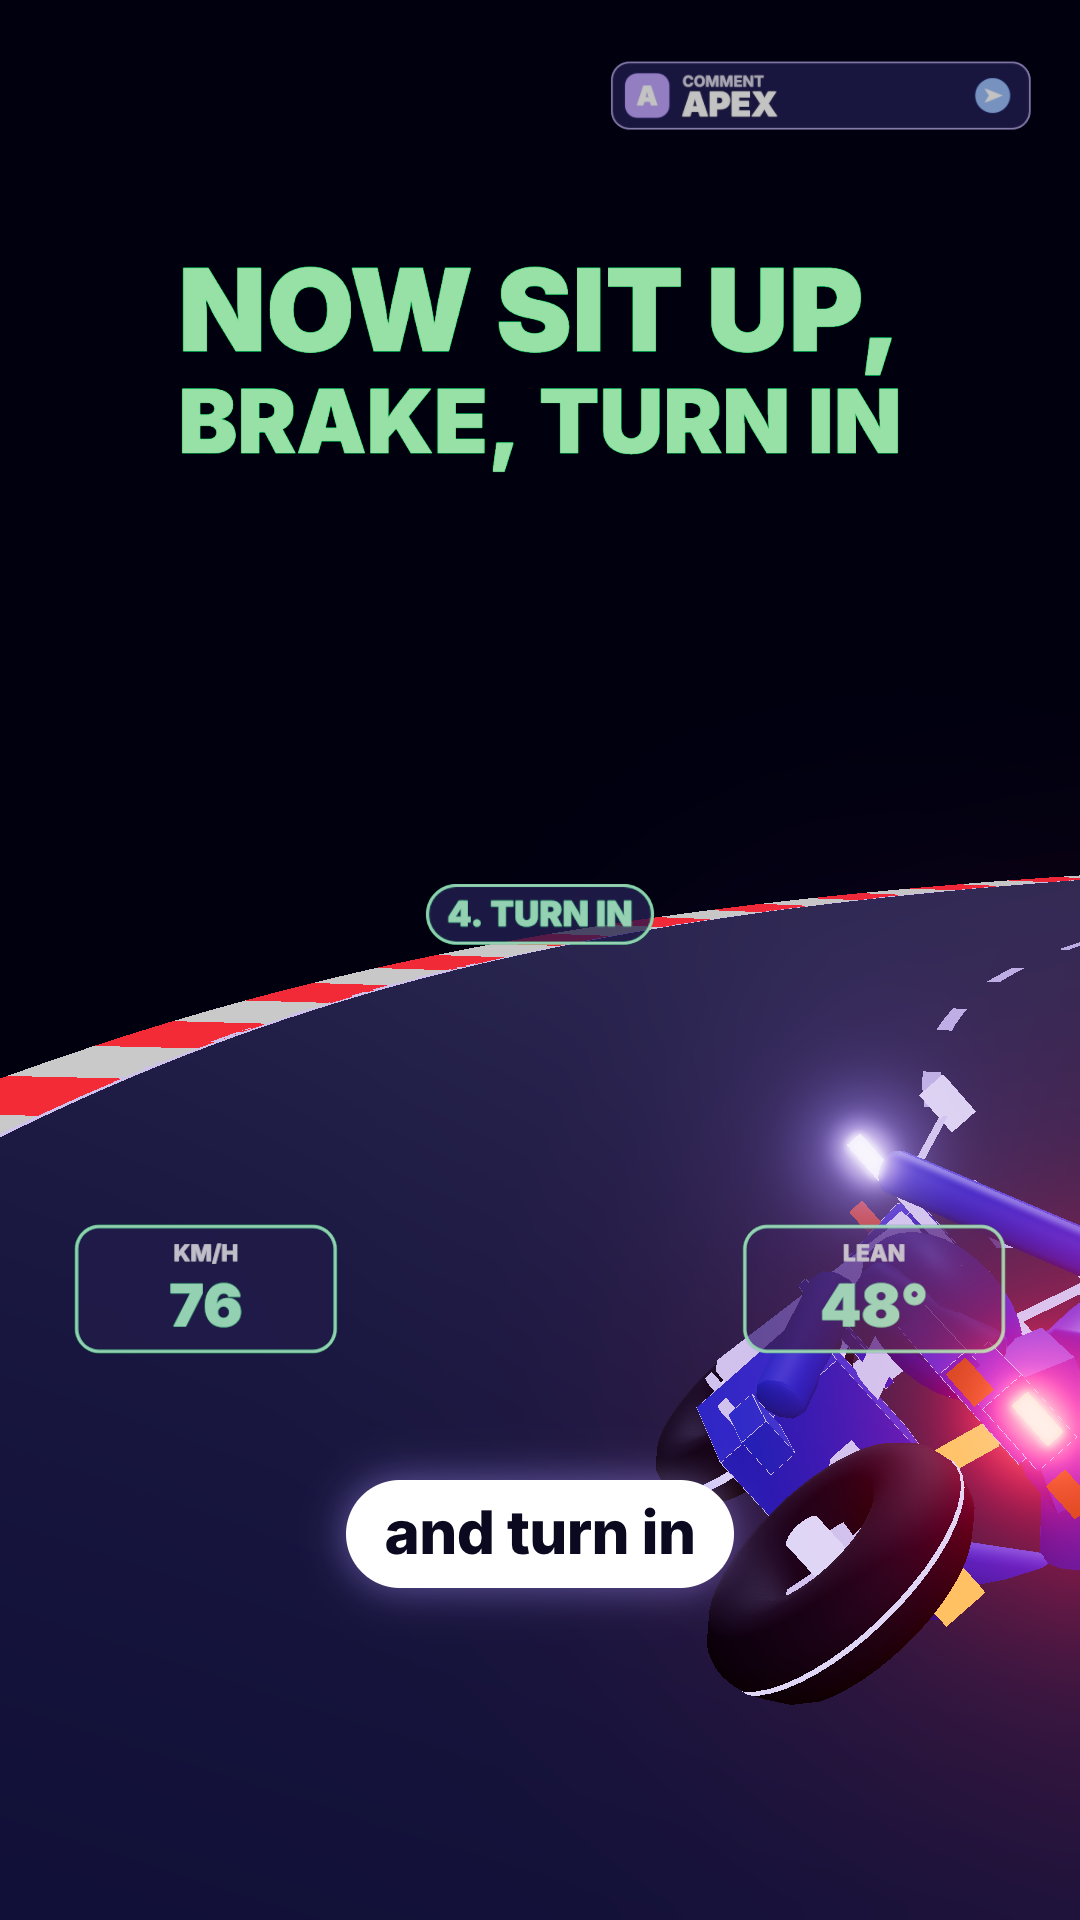 A
COMMENT
APEX
NOW SIT UP,
BRAKE, TURN IN
4. TURN IN
KM/H
76
LEAN
48°
and turn in